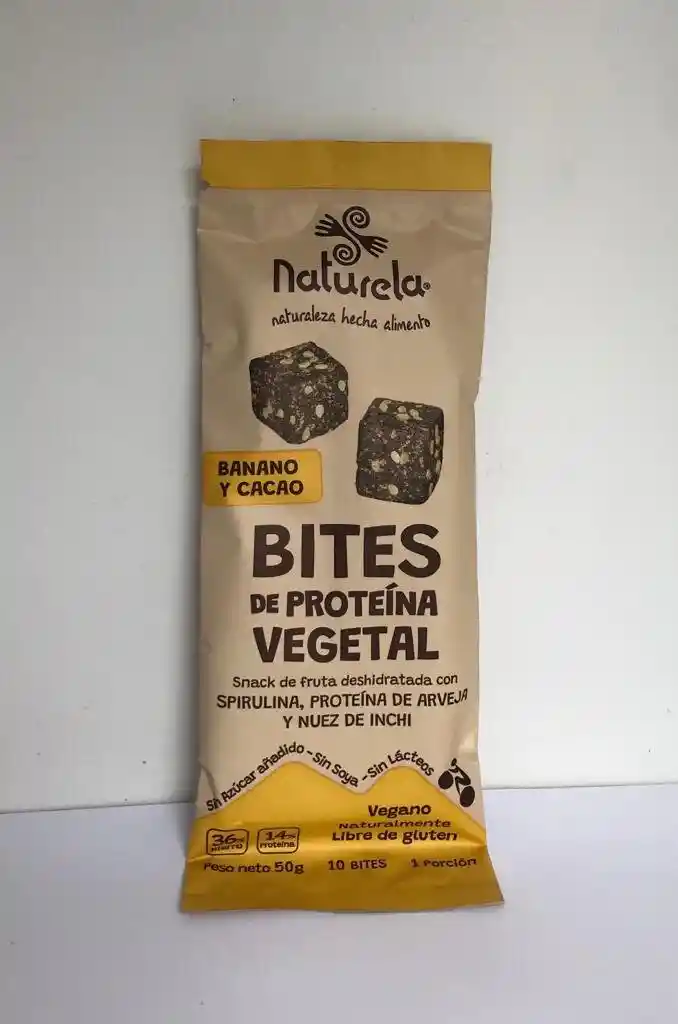 Naturela®
naturaleza hecha alimento
BANANO
Y CACAO
BITES
DE PROTEÍNA
VEGETAL
Snack de fruta deshidratada con
SPIRULINA, PROTEÍNA DE ARVEJA
Y NUEZ DE INCHI
Sin Azúcar añadido - Sin Soya - Sin Lácteos
Vegano
Naturalmente
Libre de gluten
36%
Hierro
14%
Proteína
Peso neto 50g 10 BITES 1 Porción